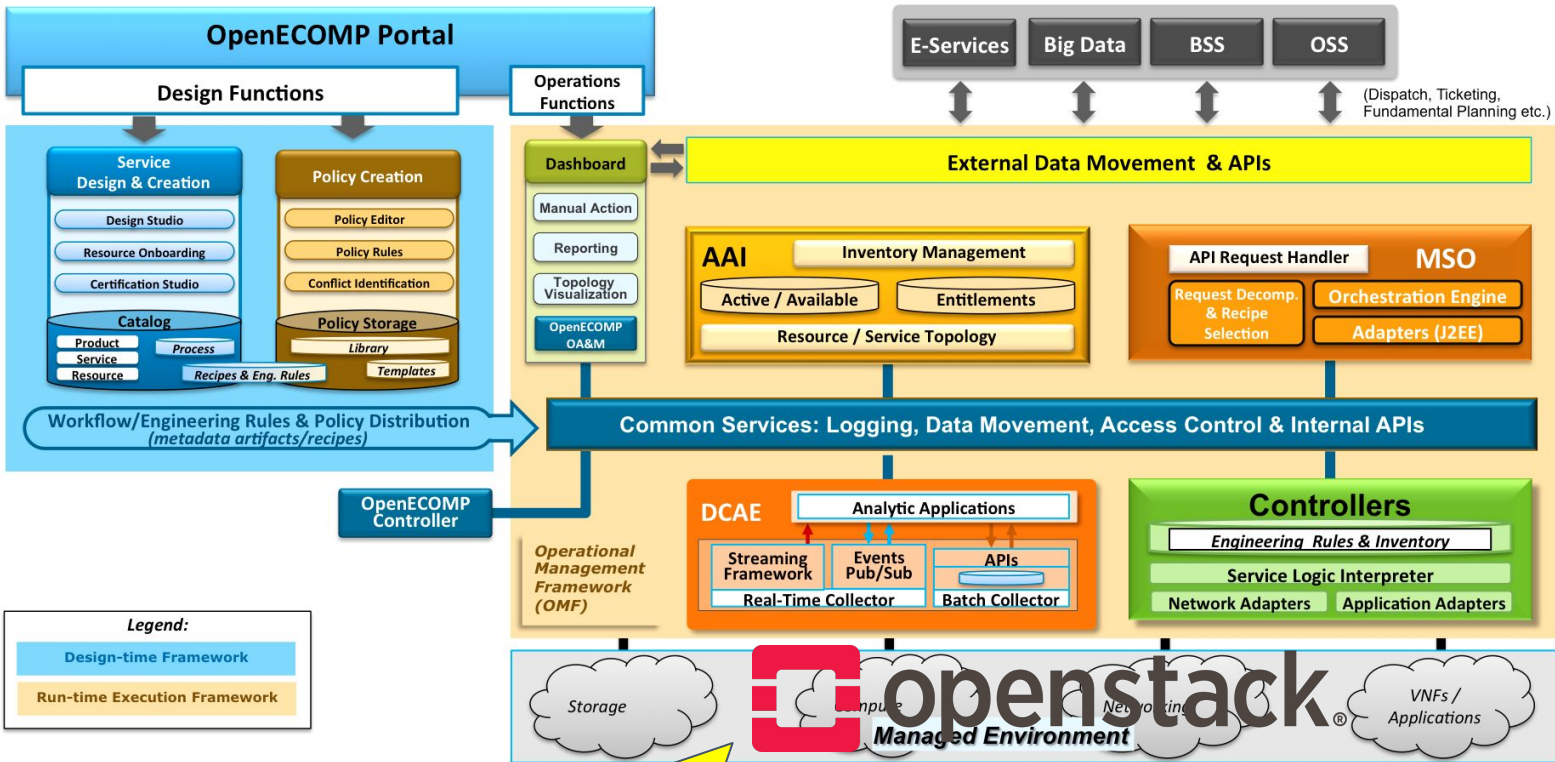 OpenECOMP Portal
Design Functions
Operations
Functions
E-Services
Big Data
BSS
OSS
(Dispatch, Ticketing,
Fundamental Planning etc.)
Service
Design & Creation
Design Studio
Resource Onboarding
Certification Studio
Catalog
Product
Service
Resource
Process
Recipes & Eng. Rules
Policy Creation
Policy Editor
Policy Rules
Conflict Identification
Policy Storage
Library
Templates
Dashboard
Manual Action
Reporting
Topology
Visualization
OpenECOMP
OA&M
External Data Movement & APIs
AAI
Inventory Management
Active / Available
Entitlements
Resource / Service Topology
API Request Handler
MSO
Request Decomp.
& Recipe
Selection
Orchestration Engine
Adapters (J2EE)
Workflow/Engineering Rules & Policy Distribution
(metadata artifacts/recipes)
Common Services: Logging, Data Movement, Access Control & Internal APIs
OpenECOMP
Controller
Operational
Management
Framework
(OMF)
DCAE
Analytic Applications
Streaming
Framework
Events
Pub/Sub
APIs
Real-Time Collector
Batch Collector
Controllers
Engineering Rules & Inventory
Service Logic Interpreter
Network Adapters
Application Adapters
Legend:
Design-time Framework
Run-time Execution Framework
Storage
Compute
Networking
VNFs /
Applications
openstack®
Managed Environment